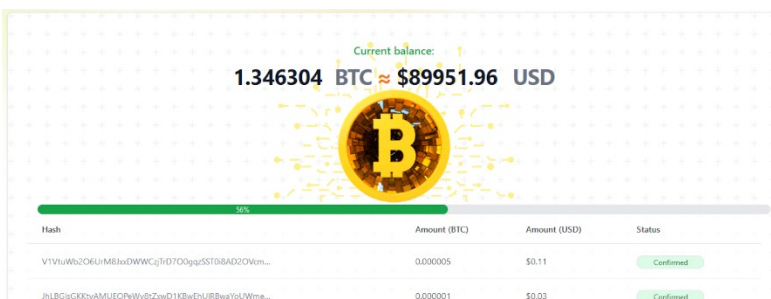 Current balance:
1.346304 BTC ≈ $89951.96 USD
56%
Hash Amount (BTC) Amount (USD) Status
0.000005 $0.11 Confirmed
0.000001 $0.03 Confirmed